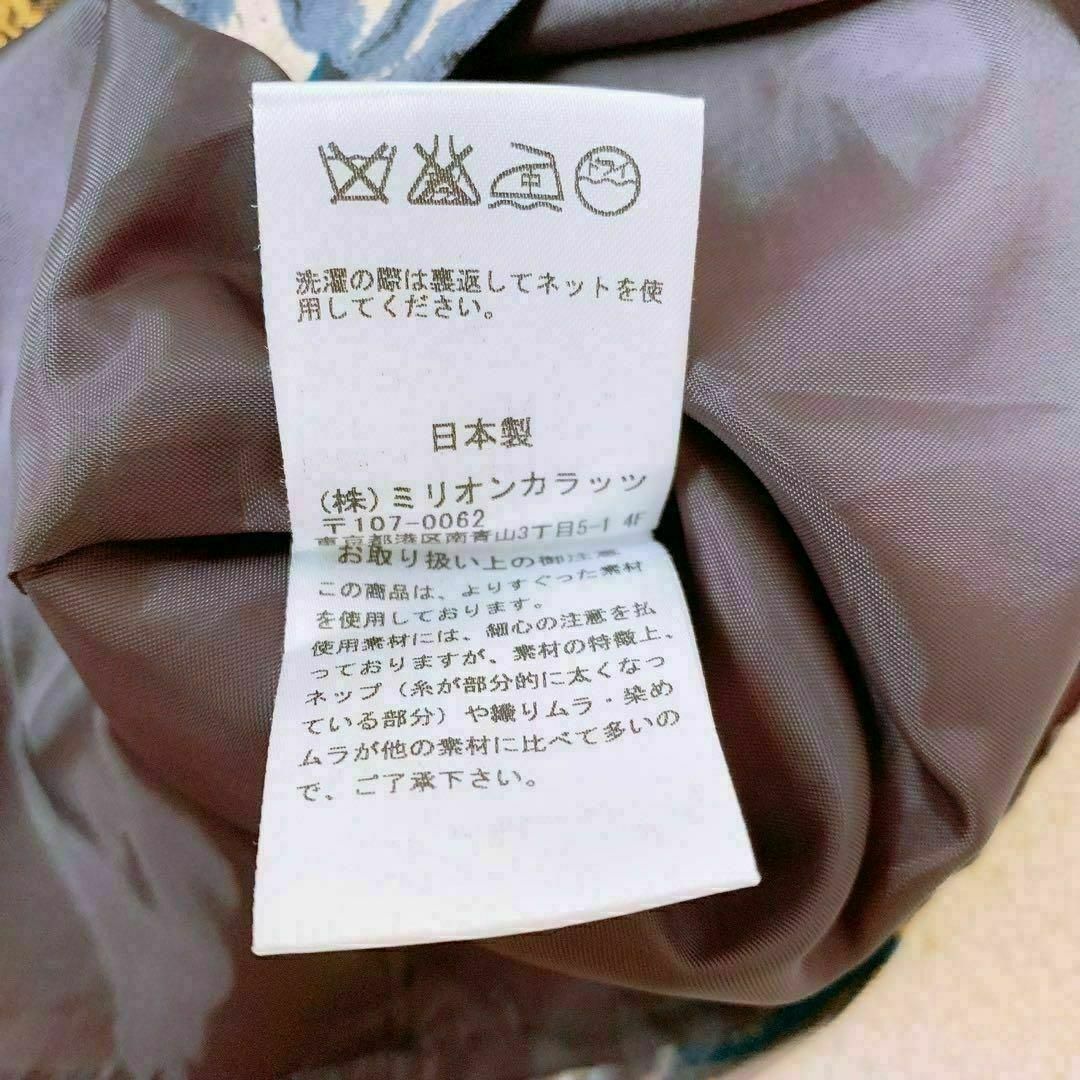 中 ドライ
洗濯の際は裏返してネットを使
用してください。
日本製
(株)ミリオンカラッツ
〒107-0062
東京都港区南青山3丁目5-1 4F
お取り扱い上の御注意
この商品は、よりすぐった素材
を使用しております。
使用素材には、細心の注意を払
っておりますが、素材の特徴上、
ネップ（糸が部分的に太くなっ
ている部分）や織りムラ・染め
ムラが他の素材に比べて多いの
で、ご了承下さい。